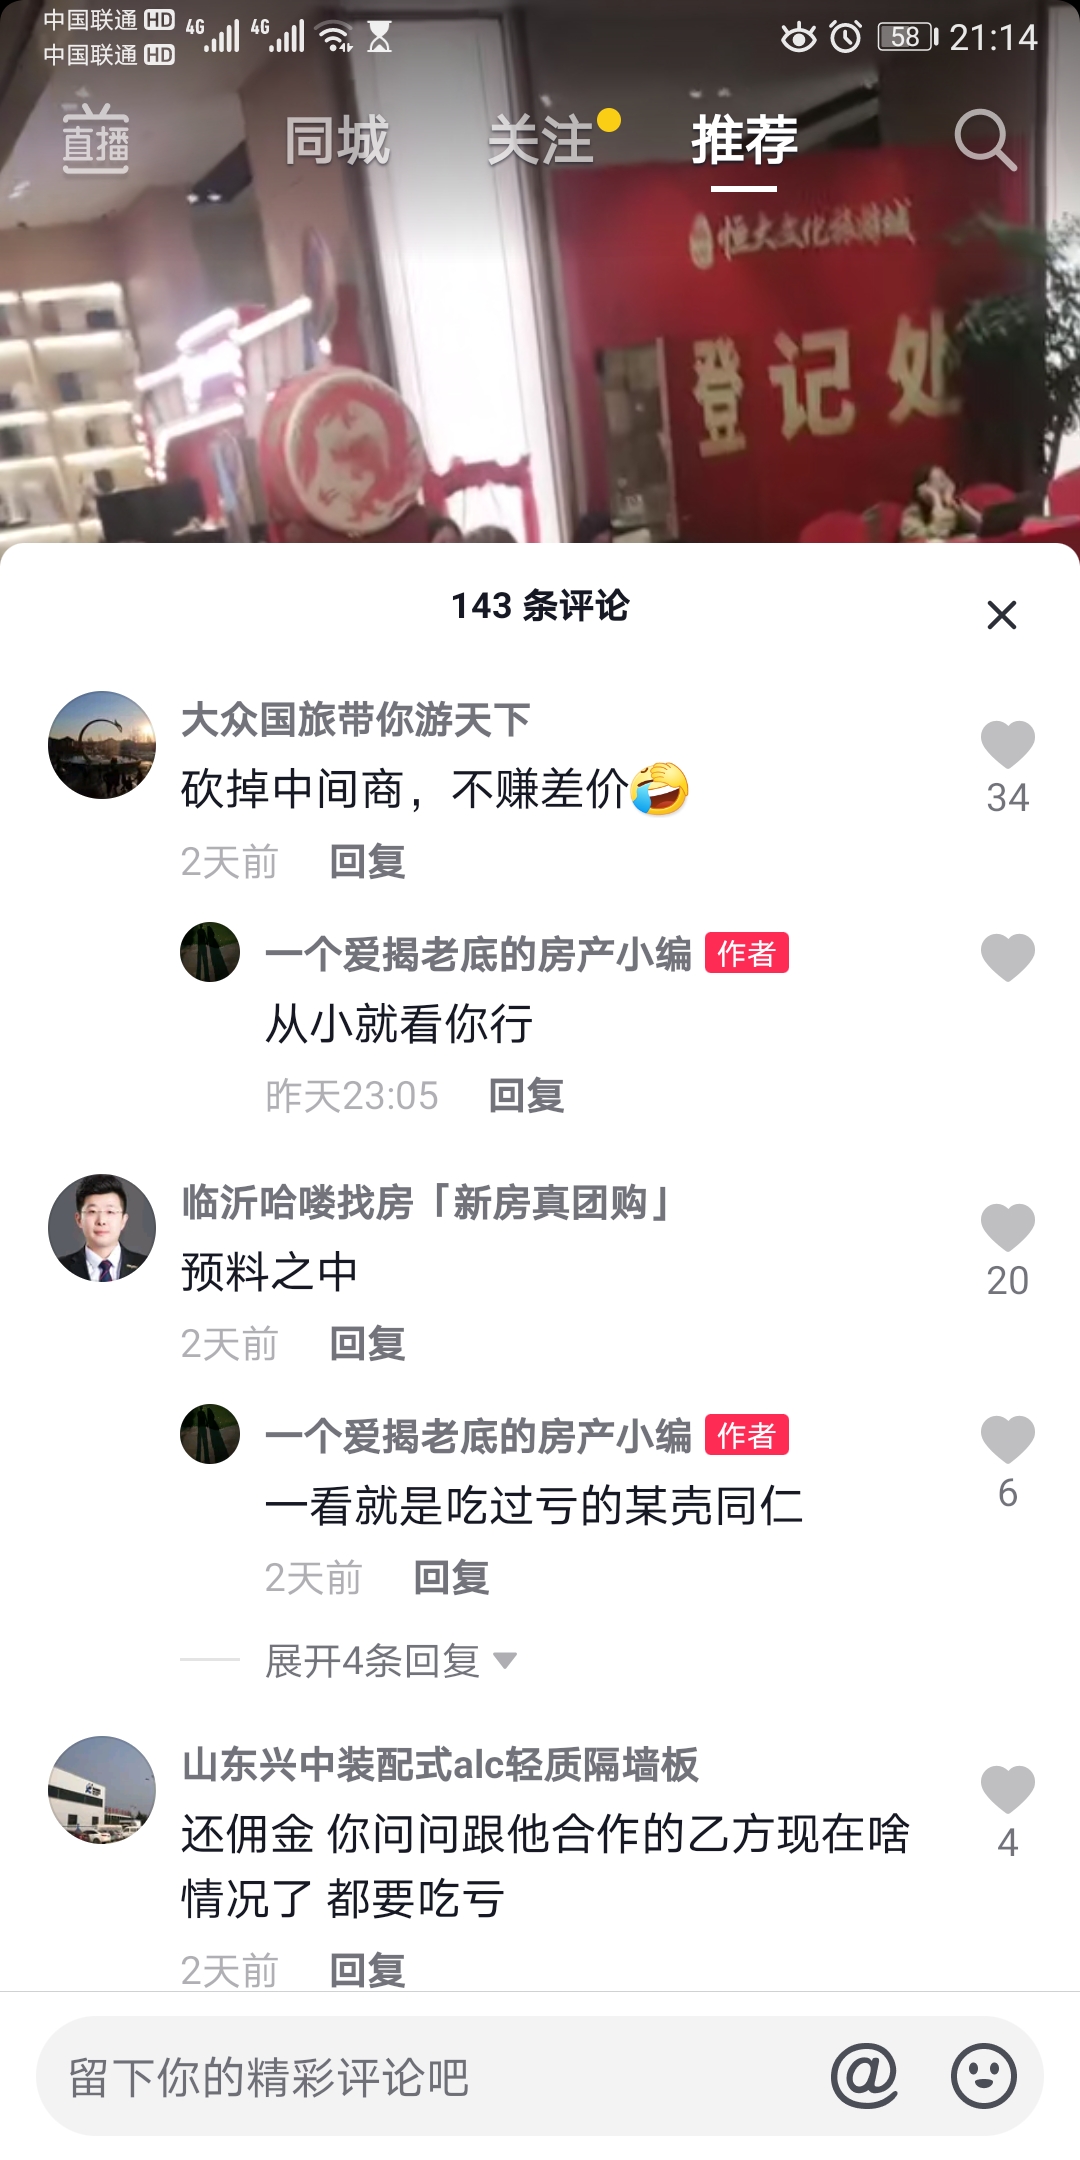 中国联通 HD
中国联通 HD
4G
4G
58
21:14
直播
同城
关注
推荐
恒大文化旅游城
登记处
143 条评论
大众国旅带你游天下
砍掉中间商，不赚差价
34
2天前
回复
一个爱揭老底的房产小编 作者
从小就看你行
昨天23:05
回复
临沂哈喽找房「新房真团购」
预料之中
20
2天前
回复
一个爱揭老底的房产小编 作者
一看就是吃过亏的某壳同仁
6
2天前
回复
展开4条回复
山东兴中装配式alc轻质隔墙板
还佣金 你问问跟他合作的乙方现在啥
情况了 都要吃亏
4
2天前
回复
留下你的精彩评论吧
@